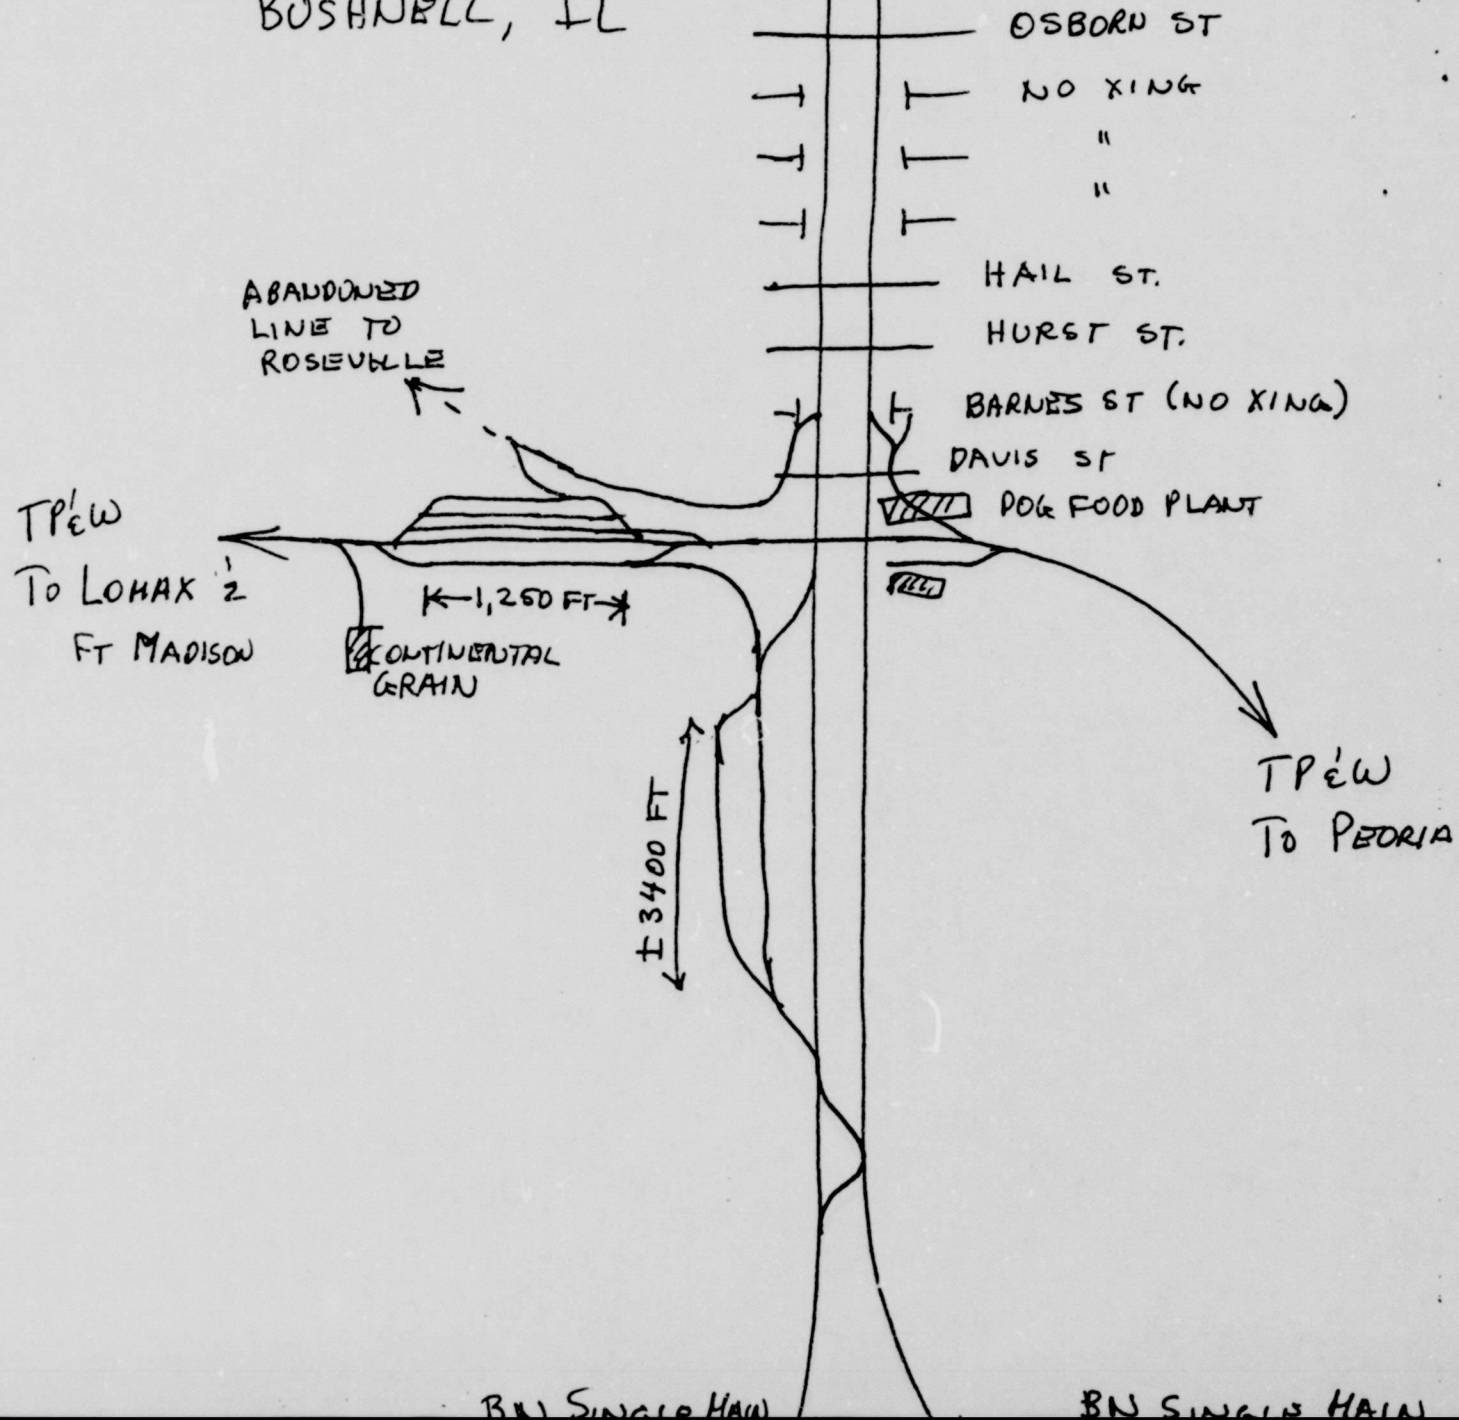 BUSHNELL, IL
OSBORN ST
NO XING
"
"
HAIL ST.
HURST ST.
BARNES ST (NO XING)
DAVIS ST
DOG FOOD PLANT
ABANDONED
LINE TO
ROSEVILLE
TP&W
TO LOMAX &
FT MADISON
1,250 FT
CONTINENTAL
GRAIN
± 3400 FT
TP&W
TO PEORIA
BN SINGLE MAIN
BN SINGLE MAIN